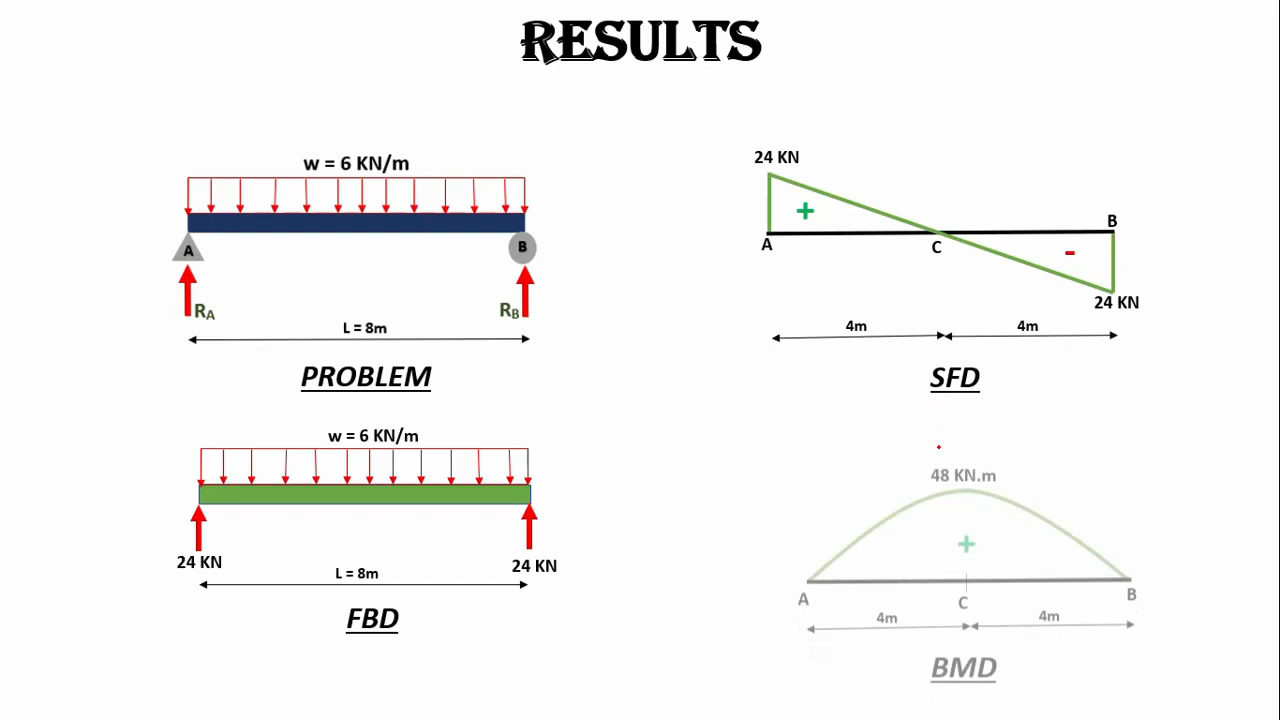 RESULTS
w = 6 KN/m
A
B
RA
RB
L = 8m
PROBLEM
24 KN
+
A
C
B
-
24 KN
4m
4m
SFD
w = 6 KN/m
24 KN
24 KN
L = 8m
FBD
48 KN.m
+
A
C
B
4m
4m
BMD